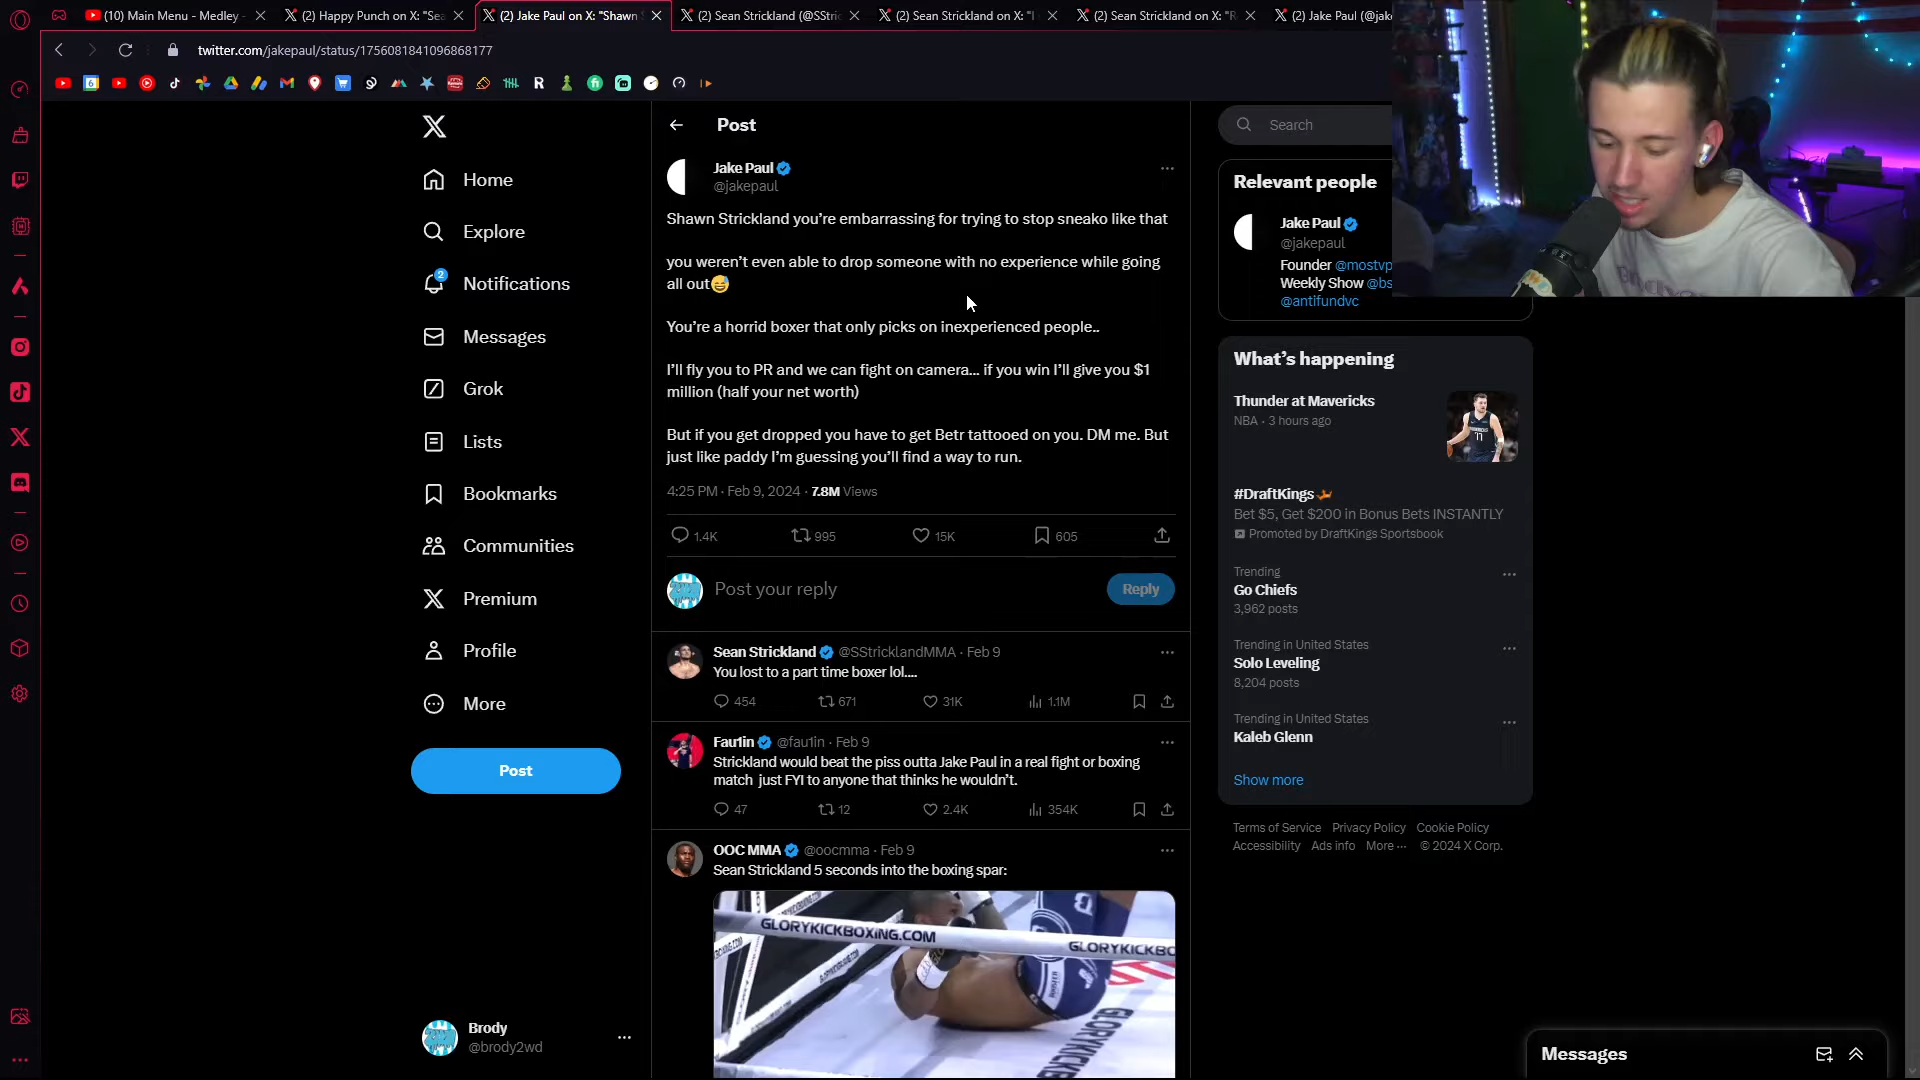 (10) Main Menu - Medley -
(2) Happy Punch on X: "Sea
(2) Jake Paul on X: "Shawn S
(2) Sean Strickland (@SStric
(2) Sean Strickland on X: "I
(2) Sean Strickland on X: "R
(2) Jake Paul (@jak
twitter.com/jakepaul/status/1756081841096868177
Home
Explore
2
Notifications
Messages
Grok
Lists
Bookmarks
Communities
Premium
Profile
More
Post
Brody
@brody2wd
Post
Jake Paul
@jakepaul
Shawn Strickland you're embarrassing for trying to stop sneako like that
you weren't even able to drop someone with no experience while going
all out😅
You're a horrid boxer that only picks on inexperienced people..
I'll fly you to PR and we can fight on camera... if you win I'll give you $1
million (half your net worth)
But if you get dropped you have to get Betr tattooed on you. DM me. But
just like paddy I'm guessing you'll find a way to run.
4:25 PM · Feb 9, 2024 · 7.8M Views
1.4K 995 15K 605
Post your reply
Reply
Sean Strickland @SStricklandMMA · Feb 9
You lost to a part time boxer lol....
454 671 31K 1.1M
Fau1in @fau1in · Feb 9
Strickland would beat the piss outta Jake Paul in a real fight or boxing
match just FYI to anyone that thinks he wouldn't.
47 12 2.4K 354K
OOC MMA @oocmma · Feb 9
Sean Strickland 5 seconds into the boxing spar:
GLORYKICKBOXING.COM
GLORYKICKBO
Search
Relevant people
Jake Paul
@jakepaul
Founder @mostvp
Weekly Show @bs
@antifundvc
What's happening
Thunder at Mavericks
NBA · 3 hours ago
#DraftKings
Bet $5, Get $200 in Bonus Bets INSTANTLY
Promoted by DraftKings Sportsbook
Trending
Go Chiefs
3,962 posts
Trending in United States
Solo Leveling
8,204 posts
Trending in United States
Kaleb Glenn
Show more
Terms of Service Privacy Policy Cookie Policy
Accessibility Ads info More ··· © 2024 X Corp.
Messages